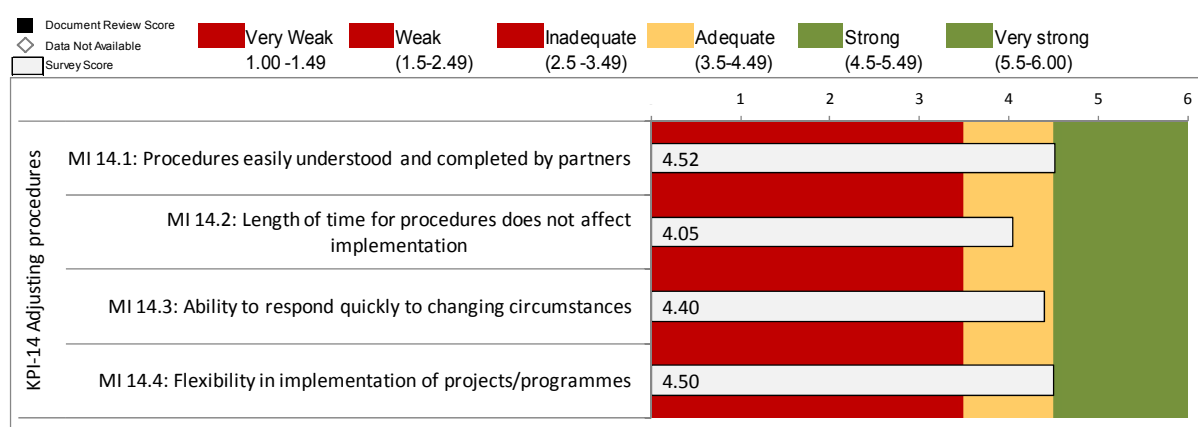 Document Review Score
Data Not Available
Survey Score
Very Weak
1.00 -1.49
Weak
(1.5-2.49)
Inadequate
(2.5 -3.49)
Adequate
(3.5-4.49)
Strong
(4.5-5.49)
Very strong
(5.5-6.00)
1 2 3 4 5 6
KPI-14 Adjusting procedures
MI 14.1: Procedures easily understood and completed by partners
4.52
MI 14.2: Length of time for procedures does not affect
implementation
4.05
MI 14.3: Ability to respond quickly to changing circumstances
4.40
MI 14.4: Flexibility in implementation of projects/programmes
4.50